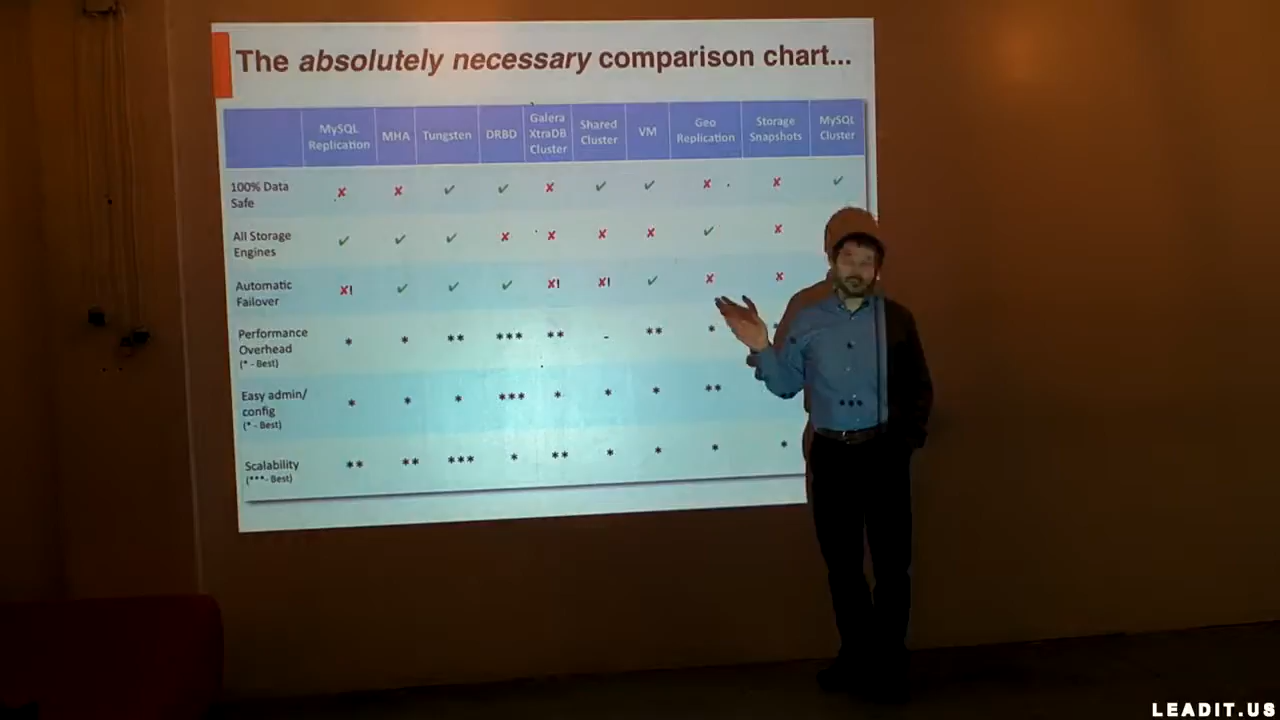 The absolutely necessary comparison chart...
MySQL Replication MHA Tungsten DRBD Galera XtraDB Cluster Shared Cluster VM Geo Replication Storage Snapshots MySQL Cluster
100% Data Safe ✘ ✘ ✔ ✔ ✘ ✔ ✔ ✘ ✘ ✔
All Storage Engines ✔ ✔ ✔ ✘ ✘ ✘ ✘ ✔ ✘
Automatic Failover ✘! ✔ ✔ ✔ ✘! ✘! ✔ ✘ ✘
Performance Overhead (* - Best) * * ** *** ** - ** *
Easy admin/config (* - Best) * * * *** * * * ** ***
Scalability (***- Best) ** ** *** * ** * * * *
LEADIT.US